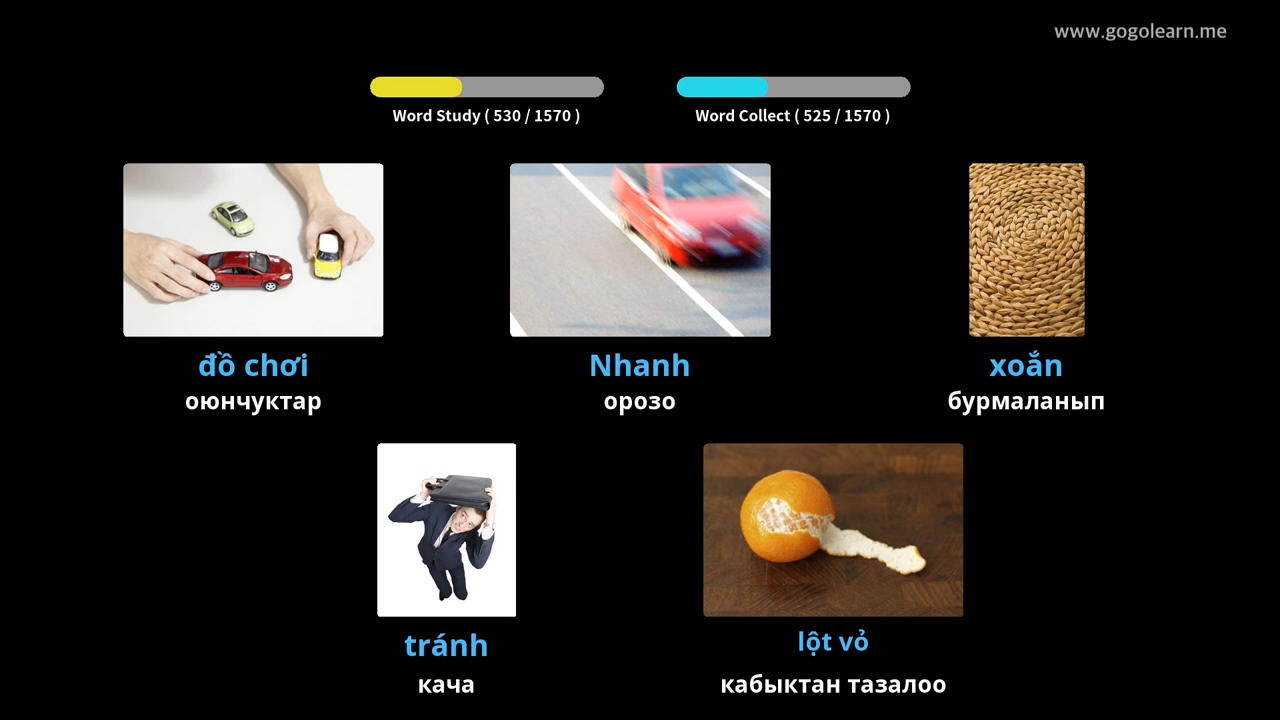 www.gogolearn.me
Word Study ( 530 / 1570 )
Word Collect ( 525 / 1570 )
đồ chơi
оюнчуктар
Nhanh
орозо
xoắn
бурмаланып
tránh
кача
lột vỏ
кабыктан тазалоо